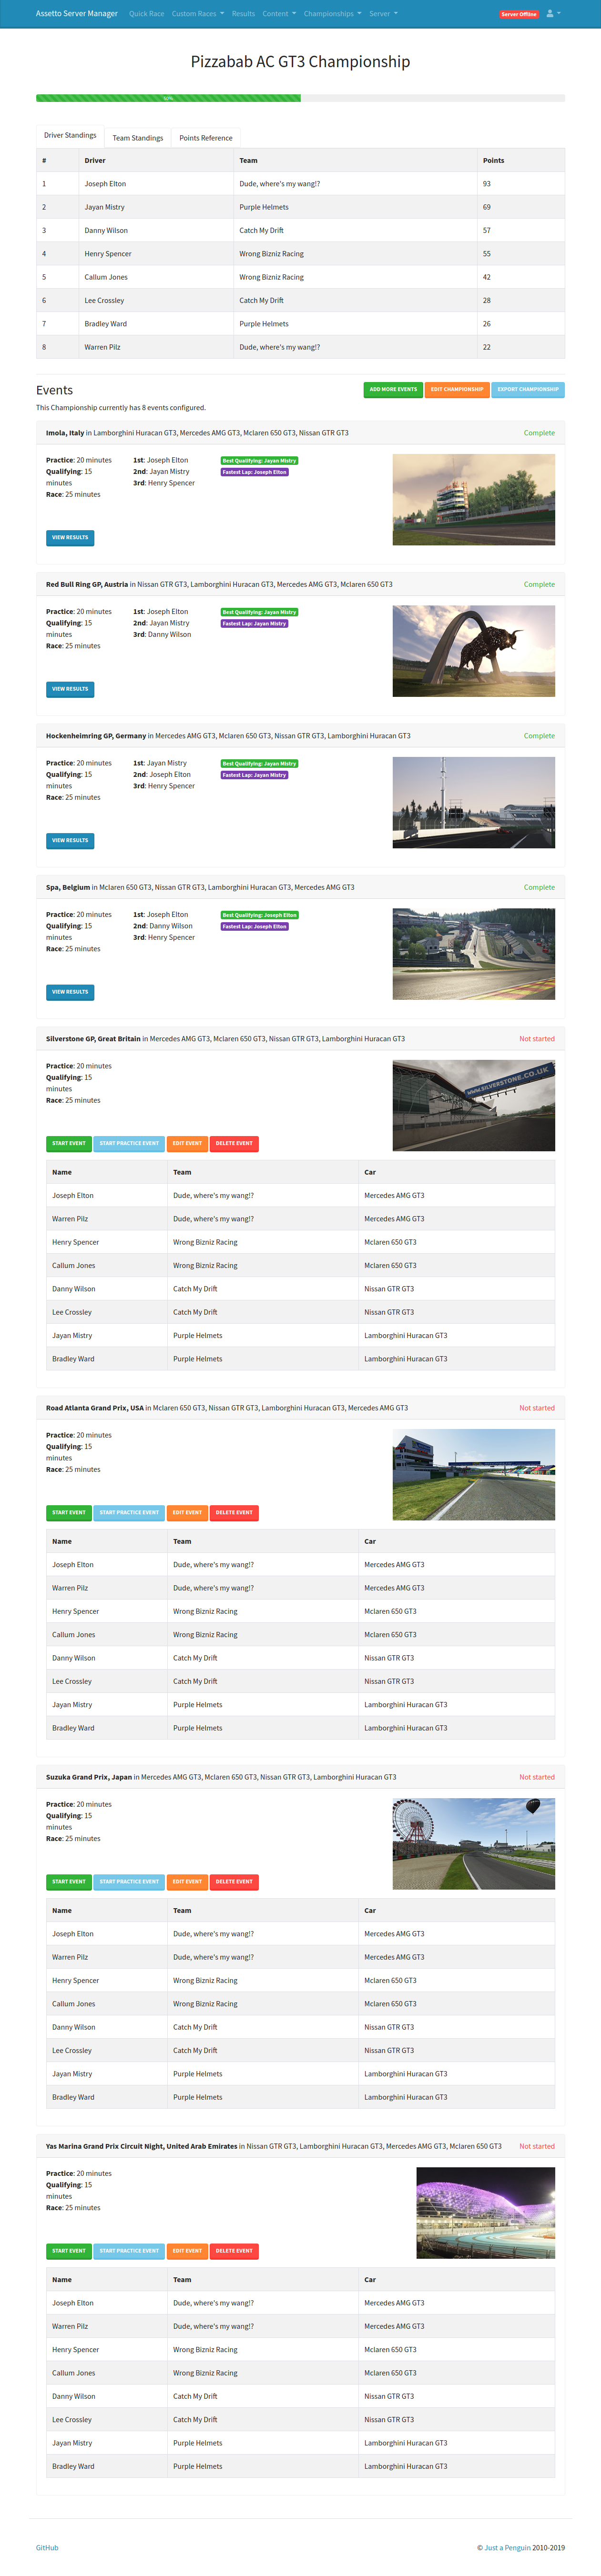 Assetto Server Manager Quick Race Custom Races Results Content Championships Server Server Offline
Pizzabab AC GT3 Championship
50%
Driver Standings Team Standings Points Reference
# Driver Team Points
1 Joseph Elton Dude, where's my wang!? 93
2 Jayan Mistry Purple Helmets 69
3 Danny Wilson Catch My Drift 57
4 Henry Spencer Wrong Bizniz Racing 55
5 Callum Jones Wrong Bizniz Racing 42
6 Lee Crossley Catch My Drift 28
7 Bradley Ward Purple Helmets 26
8 Warren Pilz Dude, where's my wang!? 22
Events ADD MORE EVENTS EDIT CHAMPIONSHIP EXPORT CHAMPIONSHIP
This Championship currently has 8 events configured.
Imola, Italy in Lamborghini Huracan GT3, Mercedes AMG GT3, Mclaren 650 GT3, Nissan GTR GT3 Complete
Practice: 20 minutes 1st: Joseph Elton Best Qualifying: Jayan Mistry
Qualifying: 15 2nd: Jayan Mistry Fastest Lap: Joseph Elton
minutes 3rd: Henry Spencer
Race: 25 minutes
VIEW RESULTS
Red Bull Ring GP, Austria in Nissan GTR GT3, Lamborghini Huracan GT3, Mercedes AMG GT3, Mclaren 650 GT3 Complete
Practice: 20 minutes 1st: Joseph Elton Best Qualifying: Jayan Mistry
Qualifying: 15 2nd: Jayan Mistry Fastest Lap: Jayan Mistry
minutes 3rd: Danny Wilson
Race: 25 minutes
VIEW RESULTS
Hockenheimring GP, Germany in Mercedes AMG GT3, Mclaren 650 GT3, Nissan GTR GT3, Lamborghini Huracan GT3 Complete
Practice: 20 minutes 1st: Jayan Mistry Best Qualifying: Jayan Mistry
Qualifying: 15 2nd: Joseph Elton Fastest Lap: Jayan Mistry
minutes 3rd: Henry Spencer
Race: 25 minutes
VIEW RESULTS
Spa, Belgium in Mclaren 650 GT3, Nissan GTR GT3, Lamborghini Huracan GT3, Mercedes AMG GT3 Complete
Practice: 20 minutes 1st: Joseph Elton Best Qualifying: Joseph Elton
Qualifying: 15 2nd: Danny Wilson Fastest Lap: Joseph Elton
minutes 3rd: Henry Spencer
Race: 25 minutes
VIEW RESULTS
Silverstone GP, Great Britain in Mercedes AMG GT3, Mclaren 650 GT3, Nissan GTR GT3, Lamborghini Huracan GT3 Not started
Practice: 20 minutes
Qualifying: 15
minutes
Race: 25 minutes
WWW.SILVERSTONE.CO.UK
START EVENT START PRACTICE EVENT EDIT EVENT DELETE EVENT
Name Team Car
Joseph Elton Dude, where's my wang!? Mercedes AMG GT3
Warren Pilz Dude, where's my wang!? Mercedes AMG GT3
Henry Spencer Wrong Bizniz Racing Mclaren 650 GT3
Callum Jones Wrong Bizniz Racing Mclaren 650 GT3
Danny Wilson Catch My Drift Nissan GTR GT3
Lee Crossley Catch My Drift Nissan GTR GT3
Jayan Mistry Purple Helmets Lamborghini Huracan GT3
Bradley Ward Purple Helmets Lamborghini Huracan GT3
Road Atlanta Grand Prix, USA in Mclaren 650 GT3, Nissan GTR GT3, Lamborghini Huracan GT3, Mercedes AMG GT3 Not started
Practice: 20 minutes
Qualifying: 15
minutes
Race: 25 minutes
START EVENT START PRACTICE EVENT EDIT EVENT DELETE EVENT
Name Team Car
Joseph Elton Dude, where's my wang!? Mercedes AMG GT3
Warren Pilz Dude, where's my wang!? Mercedes AMG GT3
Henry Spencer Wrong Bizniz Racing Mclaren 650 GT3
Callum Jones Wrong Bizniz Racing Mclaren 650 GT3
Danny Wilson Catch My Drift Nissan GTR GT3
Lee Crossley Catch My Drift Nissan GTR GT3
Jayan Mistry Purple Helmets Lamborghini Huracan GT3
Bradley Ward Purple Helmets Lamborghini Huracan GT3
Suzuka Grand Prix, Japan in Mercedes AMG GT3, Mclaren 650 GT3, Nissan GTR GT3, Lamborghini Huracan GT3 Not started
Practice: 20 minutes
Qualifying: 15
minutes
Race: 25 minutes
START EVENT START PRACTICE EVENT EDIT EVENT DELETE EVENT
Name Team Car
Joseph Elton Dude, where's my wang!? Mercedes AMG GT3
Warren Pilz Dude, where's my wang!? Mercedes AMG GT3
Henry Spencer Wrong Bizniz Racing Mclaren 650 GT3
Callum Jones Wrong Bizniz Racing Mclaren 650 GT3
Danny Wilson Catch My Drift Nissan GTR GT3
Lee Crossley Catch My Drift Nissan GTR GT3
Jayan Mistry Purple Helmets Lamborghini Huracan GT3
Bradley Ward Purple Helmets Lamborghini Huracan GT3
Yas Marina Grand Prix Circuit Night, United Arab Emirates in Nissan GTR GT3, Lamborghini Huracan GT3, Mercedes AMG GT3, Mclaren 650 GT3 Not started
Practice: 20 minutes
Qualifying: 15
minutes
Race: 25 minutes
START EVENT START PRACTICE EVENT EDIT EVENT DELETE EVENT
Name Team Car
Joseph Elton Dude, where's my wang!? Mercedes AMG GT3
Warren Pilz Dude, where's my wang!? Mercedes AMG GT3
Henry Spencer Wrong Bizniz Racing Mclaren 650 GT3
Callum Jones Wrong Bizniz Racing Mclaren 650 GT3
Danny Wilson Catch My Drift Nissan GTR GT3
Lee Crossley Catch My Drift Nissan GTR GT3
Jayan Mistry Purple Helmets Lamborghini Huracan GT3
Bradley Ward Purple Helmets Lamborghini Huracan GT3
GitHub © Just a Penguin 2010-2019